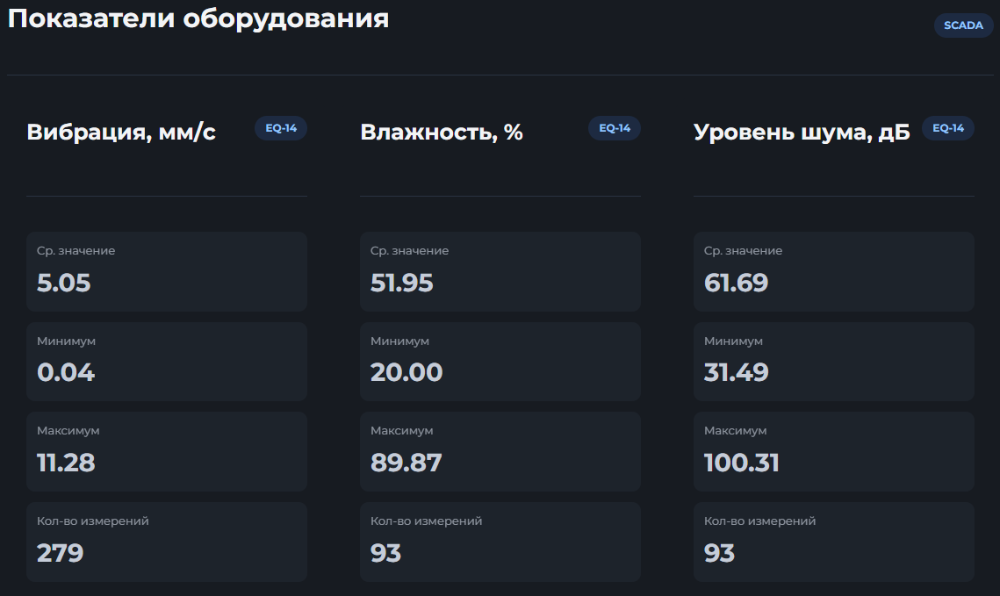 Показатели оборудования
SCADA
Вибрация, мм/с
EQ-14
Ср. значение
5.05
Минимум
0.04
Максимум
11.28
Кол-во измерений
279
Влажность, %
EQ-14
Ср. значение
51.95
Минимум
20.00
Максимум
89.87
Кол-во измерений
93
Уровень шума, дБ
EQ-14
Ср. значение
61.69
Минимум
31.49
Максимум
100.31
Кол-во измерений
93